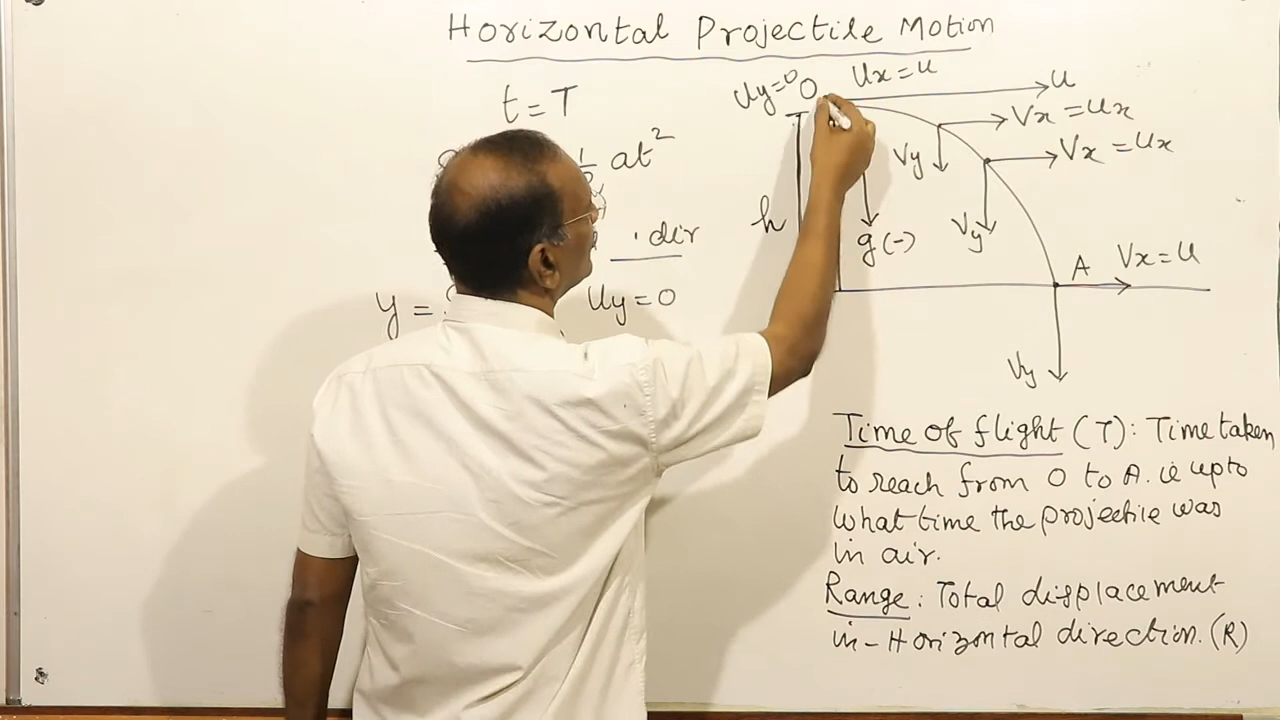 Horizontal Projectile Motion
t = T
at²
. dir
y =
Uy = 0
Uy = 0
O
Ux = U
U
Vx = Ux
Vy
Vx = Ux
Vy
h
g (-)
A
Vx = U
Vy
Time of flight (T): Time taken
to reach from O to A. ie upto
what time the projectile was
in air.
Range: Total displacement
in - Horizontal direction. (R)